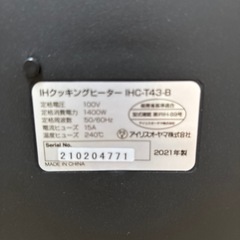 IHクッキングヒーター IHC-T43-B
定格電圧 100V
定格消費電力 1400W
定格周波数 50/60Hz
電流ヒューズ 15A
温度ヒューズ 240℃
アイリスオーヤマ株式会社
Serial No.
2021年製
210204771
MADE IN CHINA